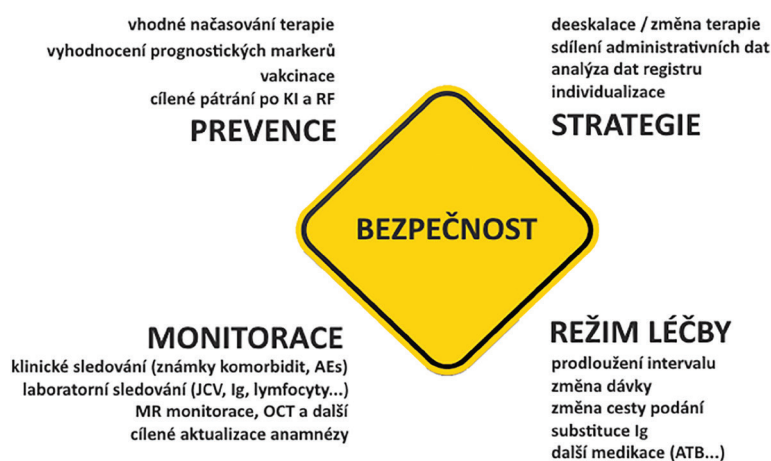 vhodné načasování terapie
vyhodnocení prognostických markerů
vakcinace
cílené pátrání po KI a RF
PREVENCE
deeskalace / změna terapie
sdílení administrativních dat
analýza dat registru
individualizace
STRATEGIE
BEZPEČNOST
MONITORACE
klinické sledování (známky komorbidit, AEs)
laboratorní sledování (JCV, Ig, lymfocyty...)
MR monitorace, OCT a další
cílené aktualizace anamnézy
REŽIM LÉČBY
prodloužení intervalu
změna dávky
změna cesty podání
substituce Ig
další medikace (ATB...)